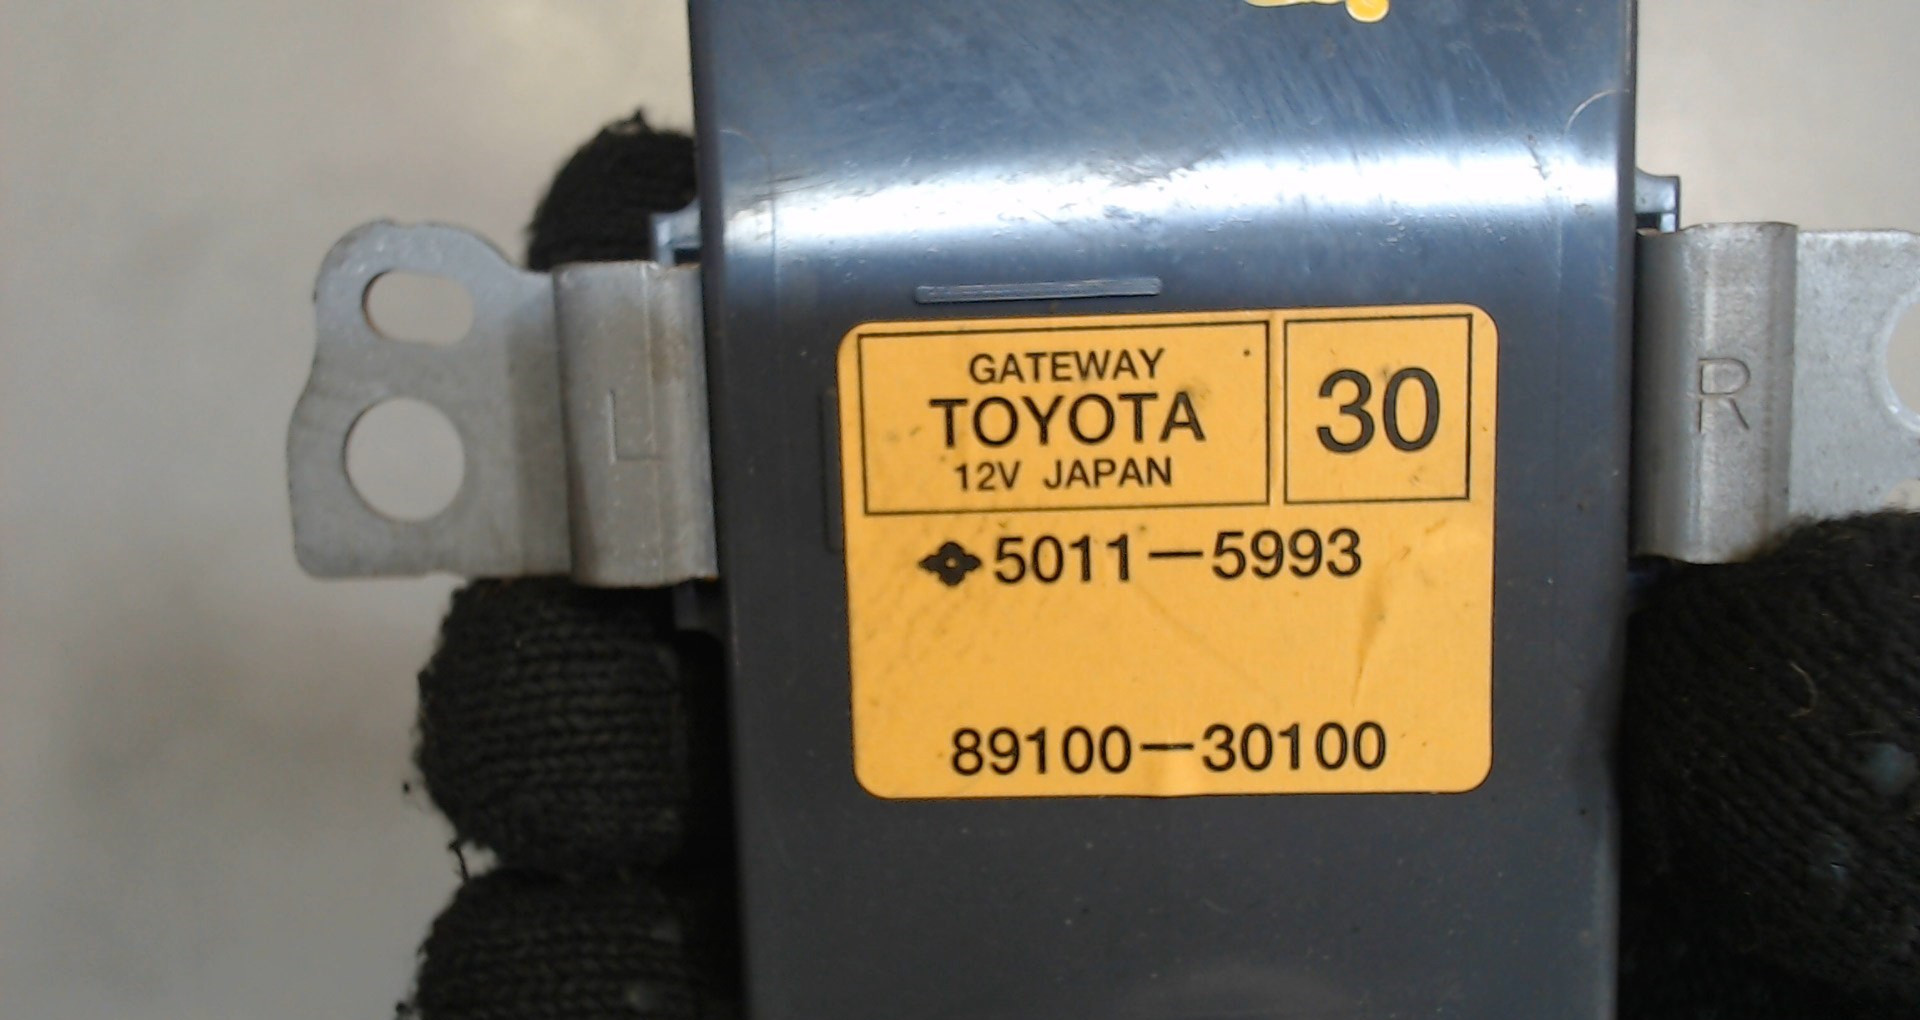 GATEWAY
TOYOTA
12V JAPAN
30
5011-5993
89100-30100
L
R